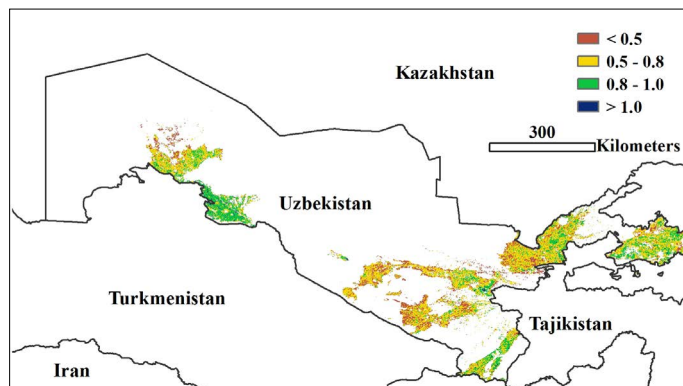 < 0.5
0.5 - 0.8
0.8 - 1.0
> 1.0
Kazakhstan
300
Kilometers
Uzbekistan
Turkmenistan
Tajikistan
Iran